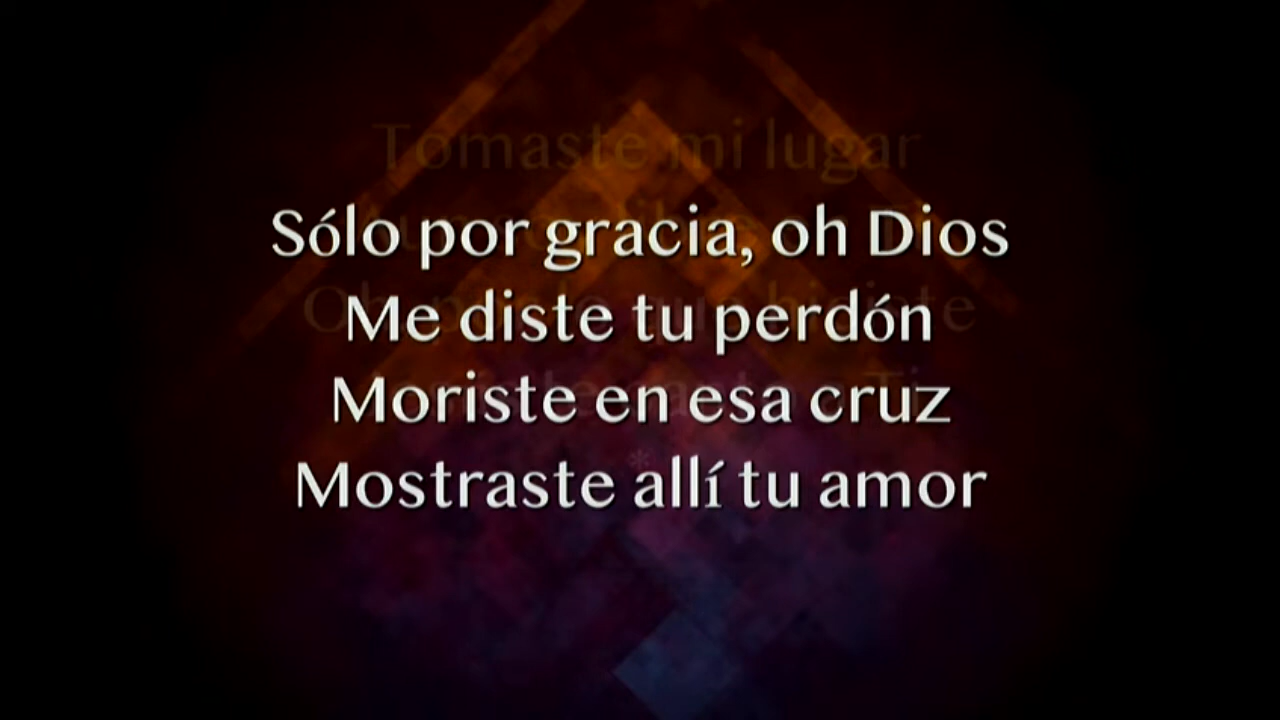 Tomaste mi lugar
Sólo por gracia, oh Dios
Me diste tu perdón
Moriste en esa cruz
Mostraste allí tu amor